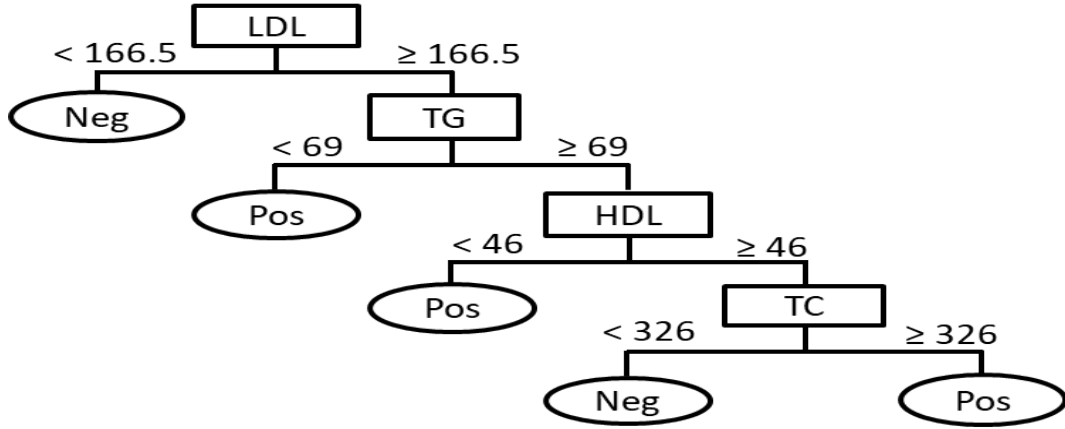 LDL
< 166.5 ≥ 166.5
Neg TG
< 69 ≥ 69
Pos HDL
< 46 ≥ 46
Pos TC
< 326 ≥ 326
Neg Pos